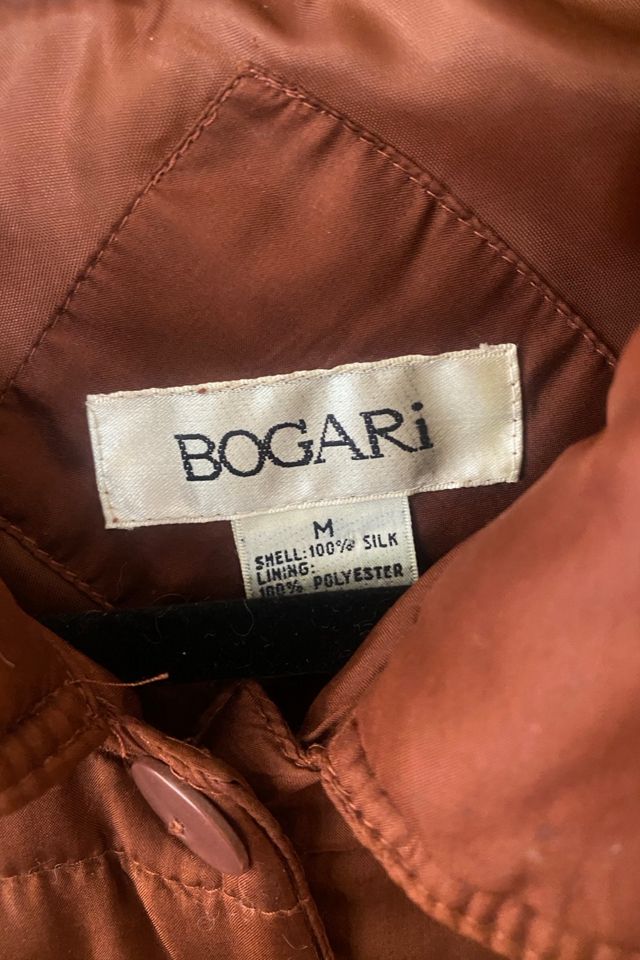 BOGARi
M
SHELL:100% SILK
LINING:
100% POLYESTER